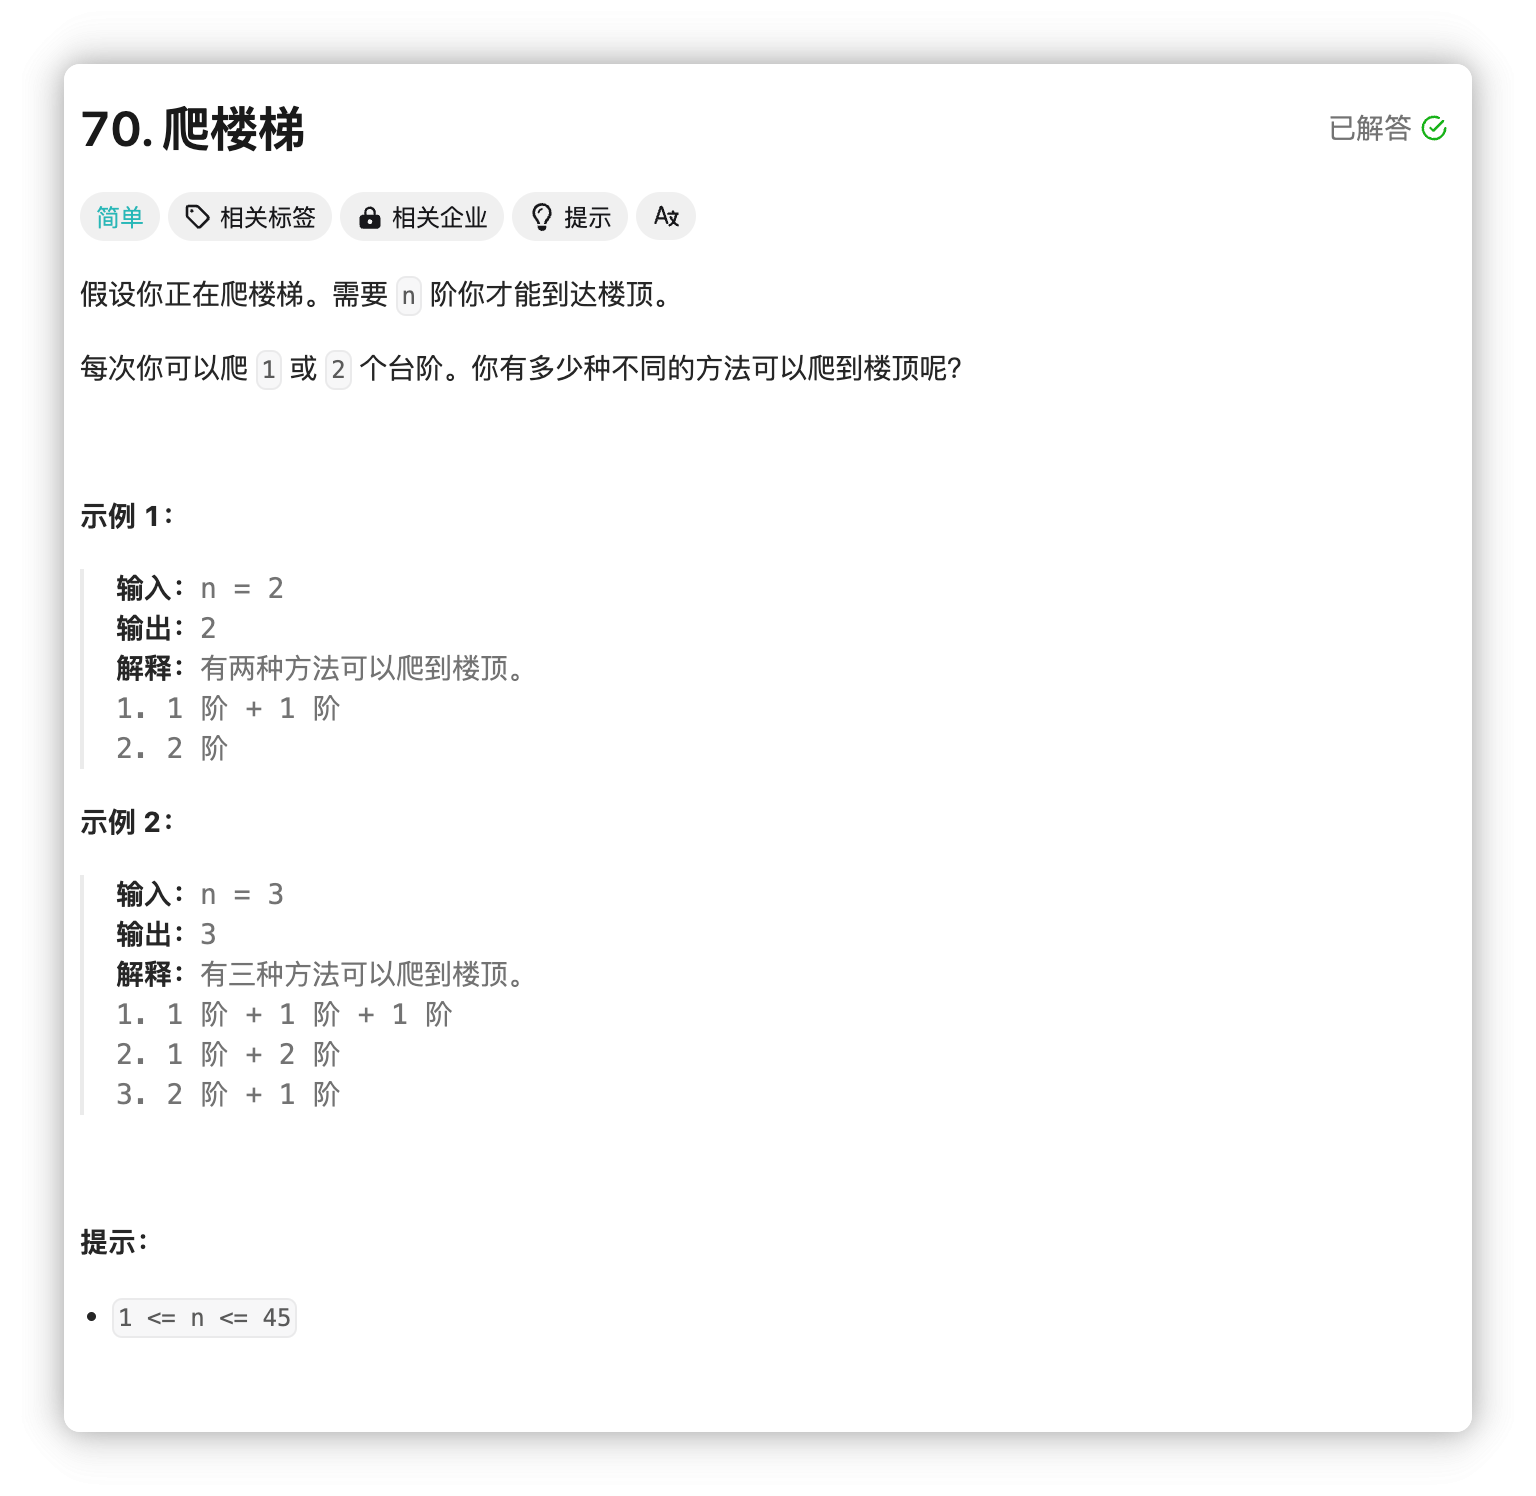 70. 爬楼梯
已解答
简单 相关标签 相关企业 提示 A文
假设你正在爬楼梯。需要 n 阶你才能到达楼顶。
每次你可以爬 1 或 2 个台阶。你有多少种不同的方法可以爬到楼顶呢？
示例 1：
输入：n = 2
输出：2
解释：有两种方法可以爬到楼顶。
1. 1 阶 + 1 阶
2. 2 阶
示例 2：
输入：n = 3
输出：3
解释：有三种方法可以爬到楼顶。
1. 1 阶 + 1 阶 + 1 阶
2. 1 阶 + 2 阶
3. 2 阶 + 1 阶
提示：
• 1 <= n <= 45